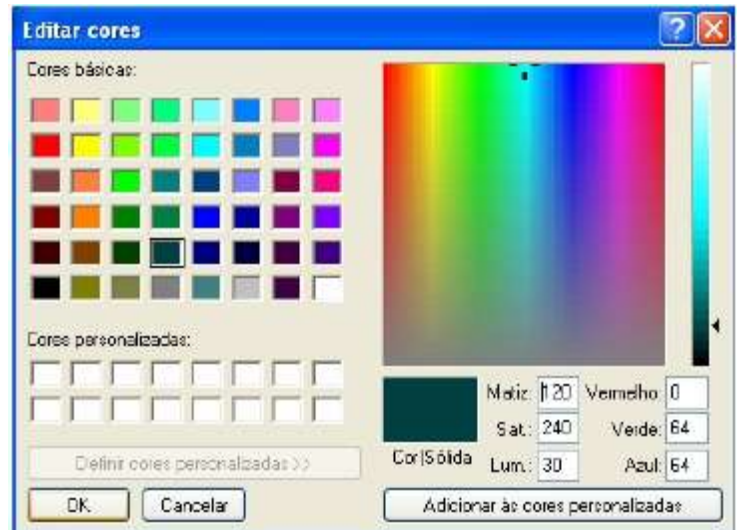 Editar cores
Cores básicas:
Cores personalizadas:
Definir cores personalizadas >>
OK
Cancelar
Cor|Sólida
Matiz: 120
Sat.: 240
Lum.: 30
Vermelho: 0
Verde: 64
Azul: 64
Adicionar às cores personalizadas